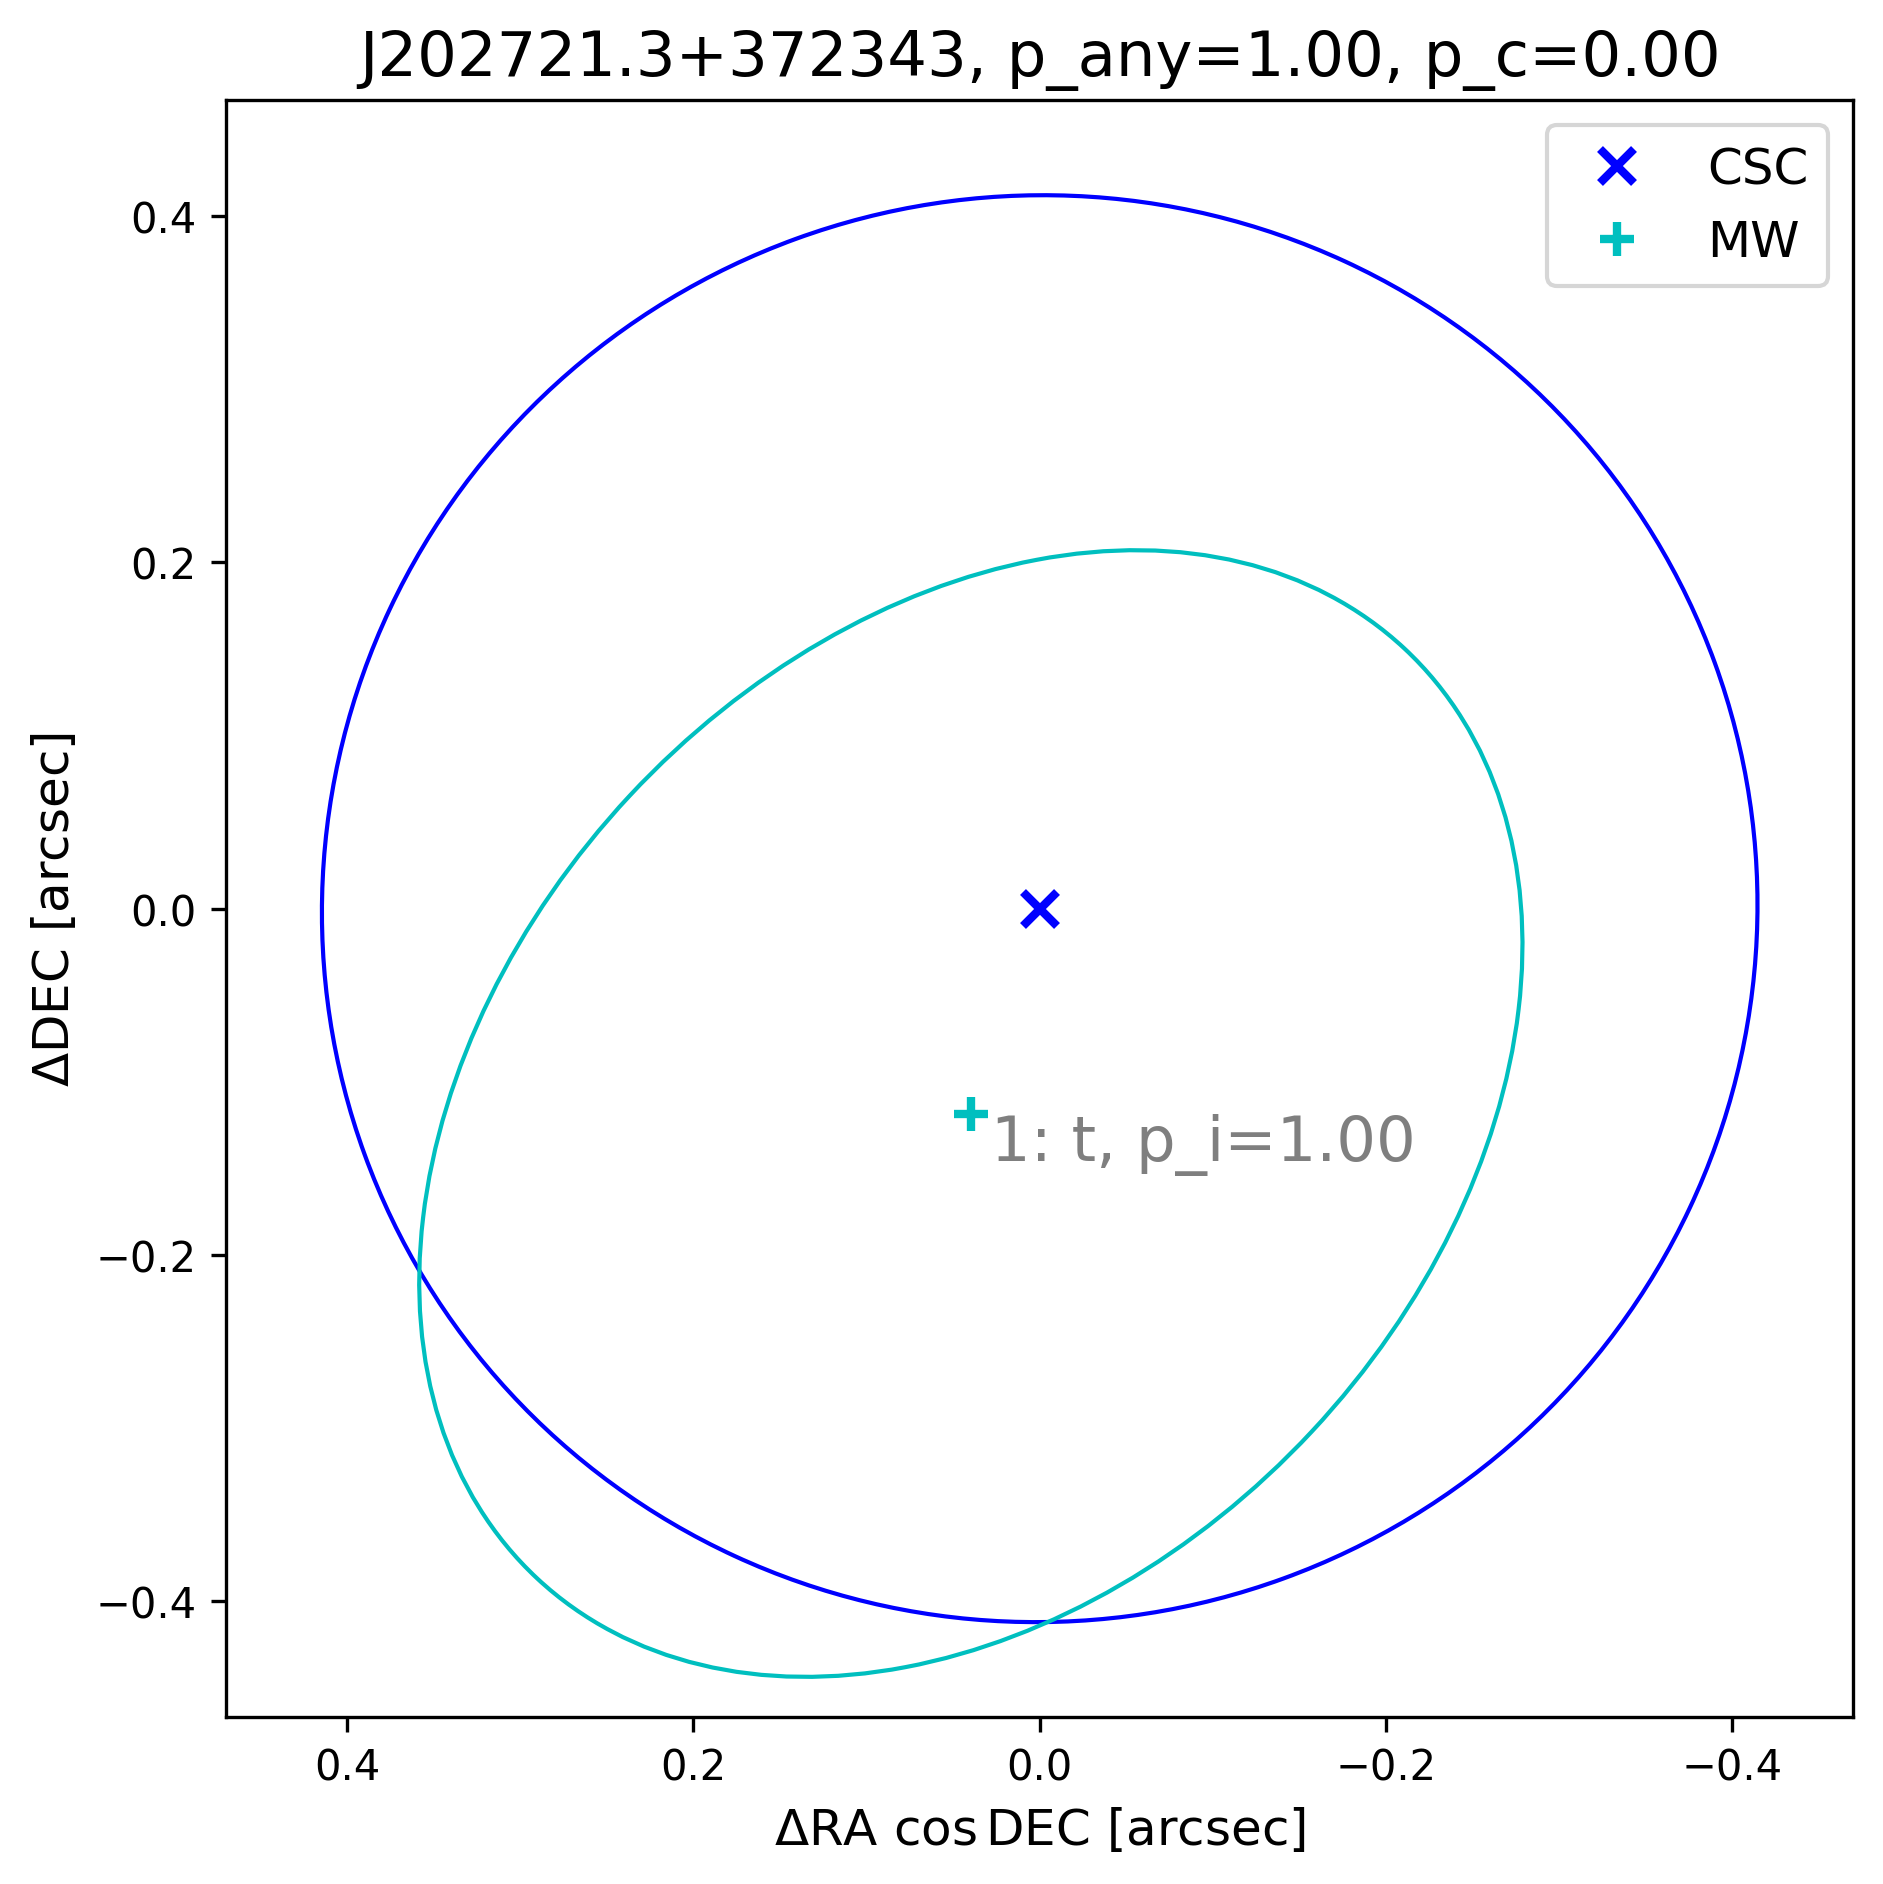 J202721.3+372343, p_any=1.00, p_c=0.00
CSC
MW
0.4
0.2
0.0
−0.2
−0.4
ΔDEC [arcsec]
1: t, p_i=1.00
0.4
0.2
0.0
−0.2
−0.4
ΔRA cos DEC [arcsec]